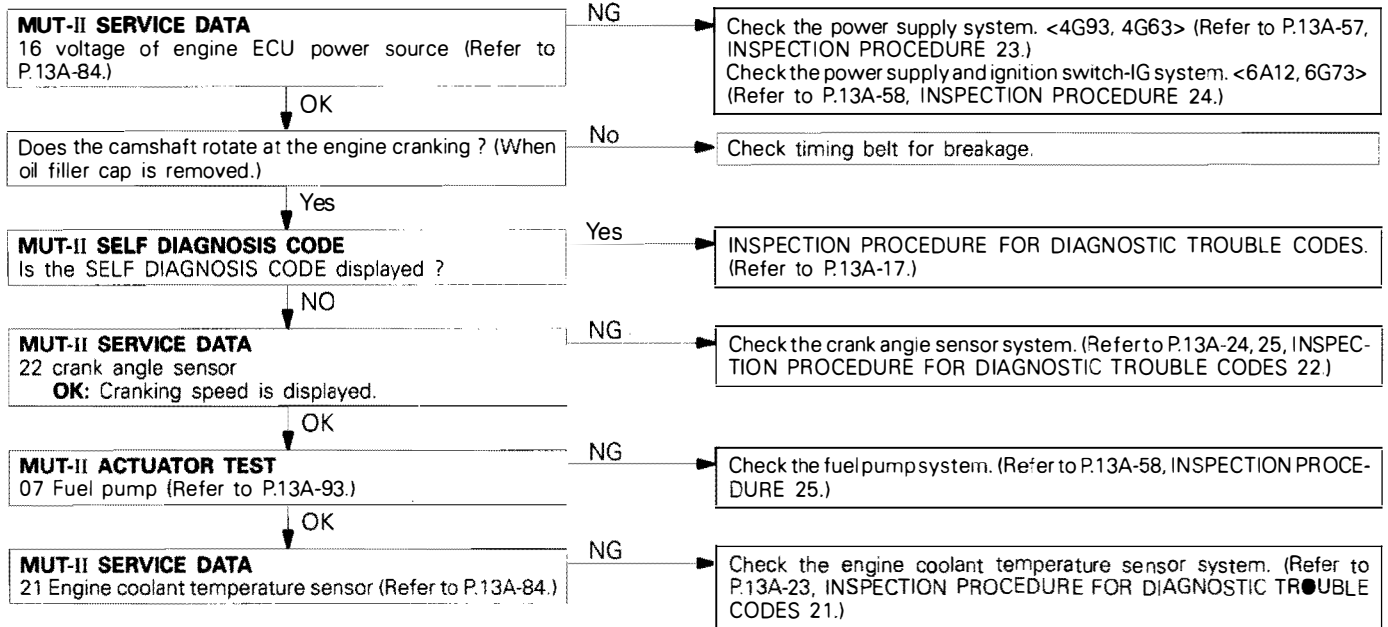 MUT-II SERVICE DATA
16 voltage of engine ECU power source (Refer to
P.13A-84.)
NG
Check the power supply system. <4G93, 4G63> (Refer to P.13A-57,
INSPECTION PROCEDURE 23.)
Check the power supply and ignition switch-IG system. <6A12, 6G73>
(Refer to P.13A-58, INSPECTION PROCEDURE 24.)
OK
Does the camshaft rotate at the engine cranking ? (When
oil filler cap is removed.)
No
Check timing belt for breakage.
Yes
MUT-II SELF DIAGNOSIS CODE
Is the SELF DIAGNOSIS CODE displayed ?
Yes
INSPECTION PROCEDURE FOR DIAGNOSTIC TROUBLE CODES.
(Refer to P.13A-17.)
NO
MUT-II SERVICE DATA
22 crank angle sensor
OK: Cranking speed is displayed.
NG
Check the crank angle sensor system. (Refer to P.13A-24, 25, INSPEC-
TION PROCEDURE FOR DIAGNOSTIC TROUBLE CODES 22.)
OK
MUT-II ACTUATOR TEST
07 Fuel pump (Refer to P.13A-93.)
NG
Check the fuel pump system. (Refer to P.13A-58, INSPECTION PROCE-
DURE 25.)
OK
MUT-II SERVICE DATA
21 Engine coolant temperature sensor (Refer to P.13A-84.)
NG
Check the engine coolant temperature sensor system. (Refer to
P.13A-23, INSPECTION PROCEDURE FOR DIAGNOSTIC TROUBLE
CODES 21.)